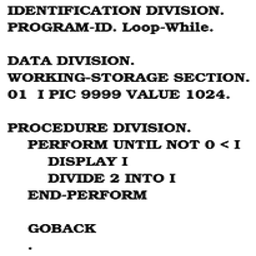 IDENTIFICATION DIVISION.
PROGRAM-ID. Loop-While.
DATA DIVISION.
WORKING-STORAGE SECTION.
01  I PIC 9999 VALUE 1024.
PROCEDURE DIVISION.
PERFORM UNTIL NOT 0 < I
DISPLAY I
DIVIDE 2 INTO I
END-PERFORM
GOBACK
.